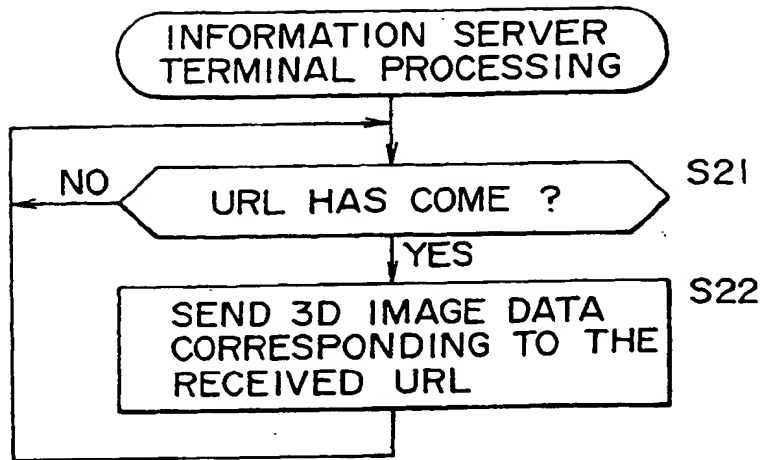 INFORMATION SERVER
TERMINAL PROCESSING
NO
URL HAS COME ?
S21
YES
S22
SEND 3D IMAGE DATA
CORRESPONDING TO THE
RECEIVED URL